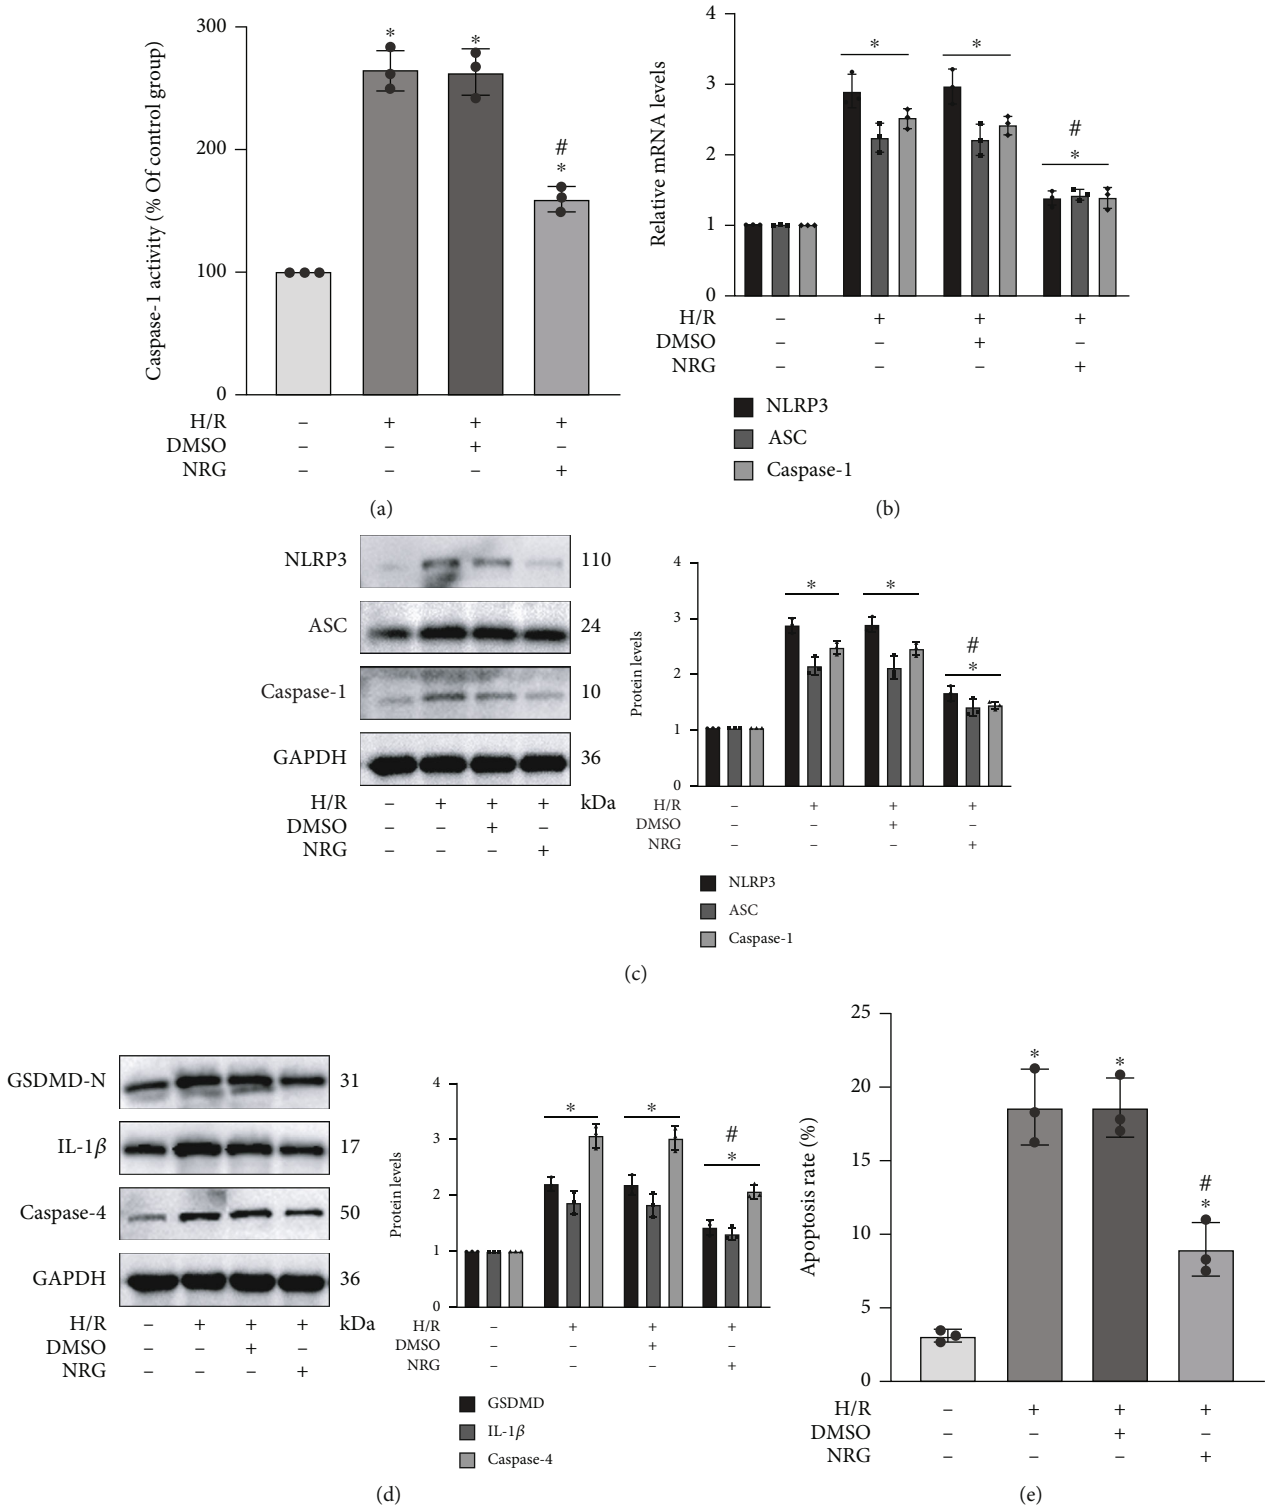 Caspase-1 activity (% Of control group)
300
200
100
0
*
*
#
*
H/R – + + +
DMSO – – + –
NRG – – – +
(a)
Relative mRNA levels
4
3
2
1
0
*
*
#
*
H/R – + + +
DMSO – – + –
NRG – – – +
NLRP3
ASC
Caspase-1
(b)
NLRP3 110
ASC 24
Caspase-1 10
GAPDH 36
H/R – + + + kDa
DMSO – – + –
NRG – – – +
Protein levels
4
3
2
1
0
*
*
#
*
H/R – + + +
DMSO – – + –
NRG – – – +
NLRP3
ASC
Caspase-1
(c)
GSDMD-N 31
IL-1β 17
Caspase-4 50
GAPDH 36
H/R – + + + kDa
DMSO – – + –
NRG – – – +
Protein levels
4
3
2
1
0
*
*
#
*
H/R – + + +
DMSO – – + –
NRG – – – +
GSDMD
IL-1β
Caspase-4
(d)
Apoptosis rate (%)
25
20
15
10
5
0
*
*
#
*
H/R – + + +
DMSO – – + –
NRG – – – +
(e)